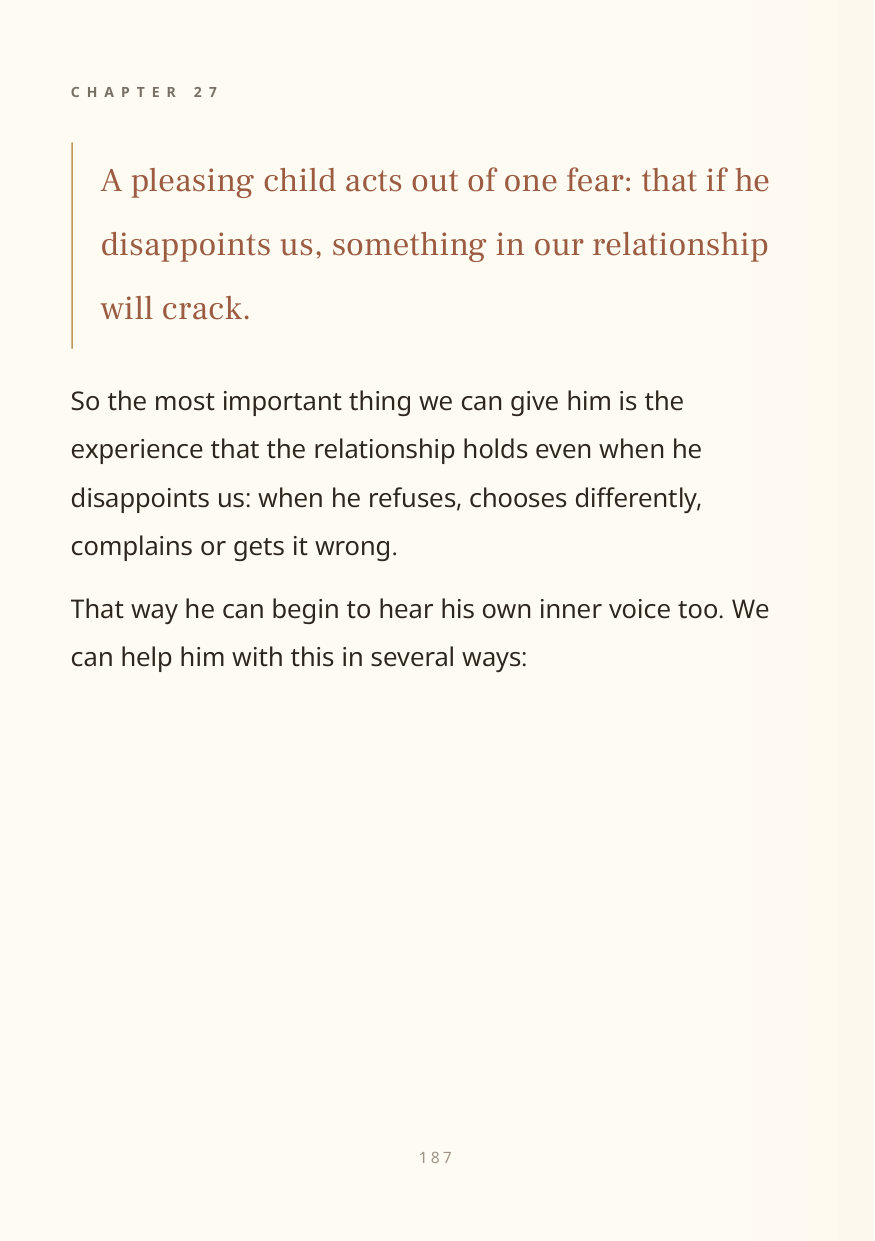 CHAPTER 27
A pleasing child acts out of one fear: that if he
disappoints us, something in our relationship
will crack.
So the most important thing we can give him is the
experience that the relationship holds even when he
disappoints us: when he refuses, chooses differently,
complains or gets it wrong.
That way he can begin to hear his own inner voice too. We
can help him with this in several ways:
187